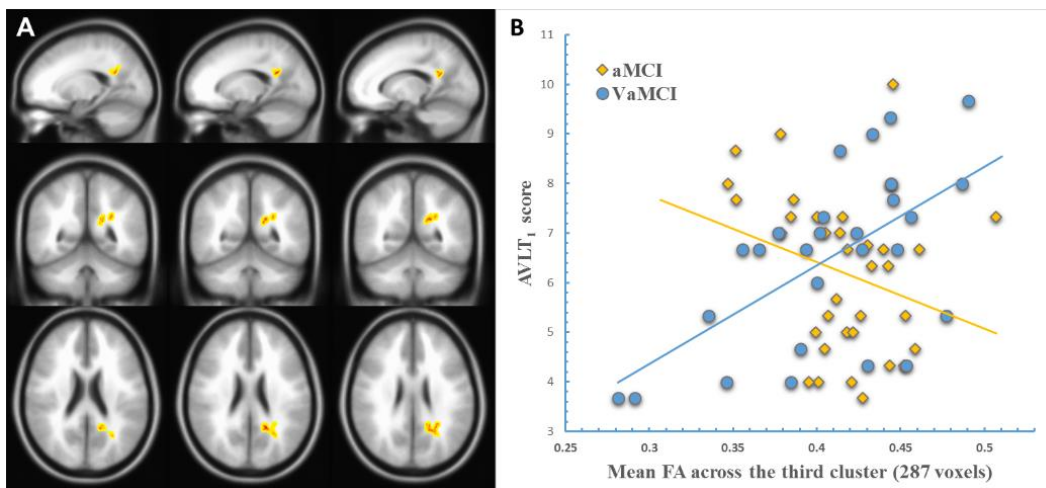 A
B
11
10
9
8
7
6
5
4
3
aMCI
VaMCI
AVLT1 score
0.25
0.3
0.35
0.4
0.45
0.5
Mean FA across the third cluster (287 voxels)